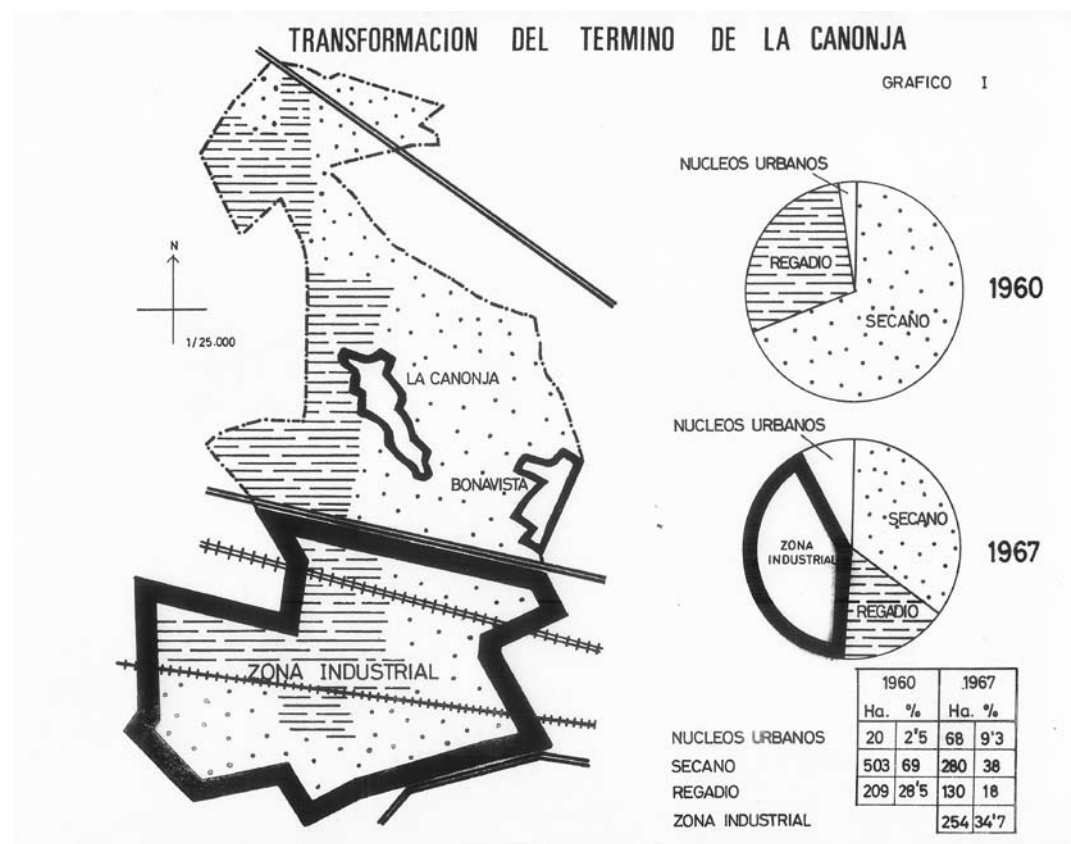 TRANSFORMACION DEL TERMINO DE LA CANONJA
GRAFICO I
NUCLEOS URBANOS
REGADIO
SECANO
1960
N
1/25.000
LA CANONJA
BONAVISTA
NUCLEOS URBANOS
SECANO
ZONA
INDUSTRIAL
REGADIO
1967
ZONA INDUSTRIAL
1960 1967
Ha. % Ha. %
NUCLEOS URBANOS 20 2'5 68 9'3
SECANO 503 69 280 38
REGADIO 209 28'5 130 18
ZONA INDUSTRIAL 254 34'7